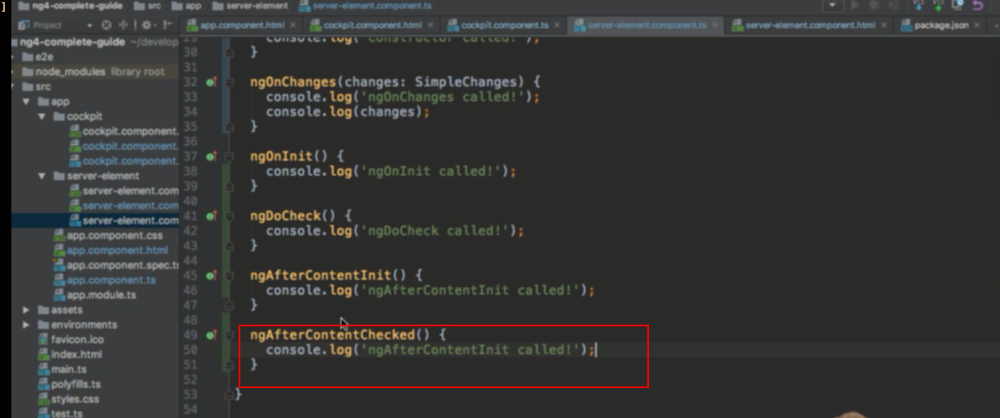 ]
ng4-complete-guide src app server-element server-element.component.ts
Project
app.component.html cockpit.component.html cockpit.component.ts server-element.component.ts server-element.component.html package.json
ng4-complete-guide ~/develop
e2e
node_modules library root
src
app
cockpit
cockpit.component.
cockpit.component.
cockpit.component.
server-element
server-element.com
server-element.com
server-element.com
app.component.css
app.component.html
app.component.spec.ts
app.component.ts
app.module.ts
assets
environments
favicon.ico
index.html
main.ts
polyfills.ts
styles.css
test.ts
29 console.log('constructor called!');
30 }
31
32 ngOnChanges(changes: SimpleChanges) {
33 console.log('ngOnChanges called!');
34 console.log(changes);
35 }
36
37 ngOnInit() {
38 console.log('ngOnInit called!');
39 }
40
41 ngDoCheck() {
42 console.log('ngDoCheck called!');
43 }
44
45 ngAfterContentInit() {
46 console.log('ngAfterContentInit called!');
47 }
48
49 ngAfterContentChecked() {
50 console.log('ngAfterContentInit called!');
51 }
52
53 }
54
VCS VCS